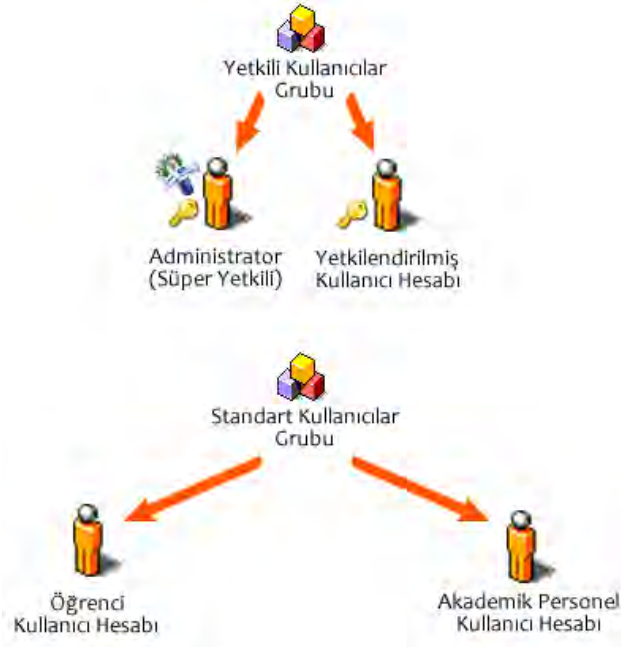 Yetkili Kullanıcılar
Grubu
Administrator
(Süper Yetkili)
Yetkilendirilmiş
Kullanıcı Hesabı
Standart Kullanıcılar
Grubu
Öğrenci
Kullanıcı Hesabı
Akademik Personel
Kullanıcı Hesabı